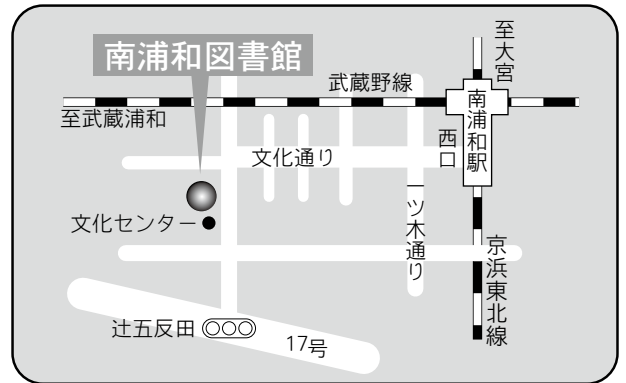 至大宮
南浦和図書館
武蔵野線
至武蔵浦和
南浦和駅
西口
文化通り
一ツ木通り
文化センター
京浜東北線
辻五反田
17号